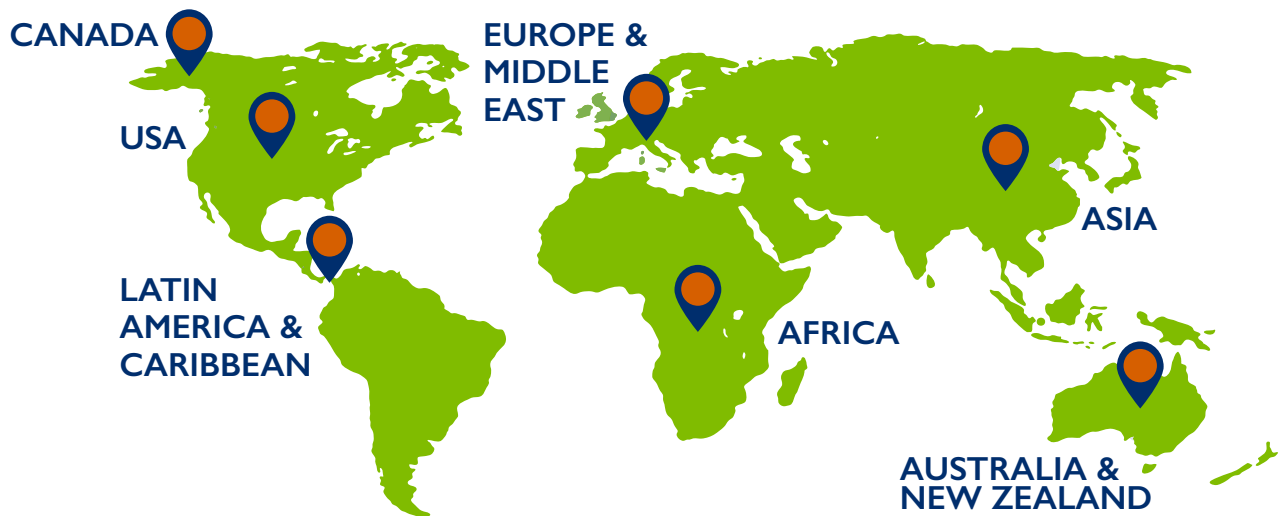 CANADA
USA
LATIN
AMERICA &
CARIBBEAN
EUROPE &
MIDDLE
EAST
AFRICA
ASIA
AUSTRALIA &
NEW ZEALAND